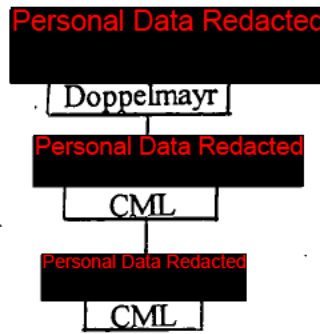 Personal Data Redacted
Doppelmayr
Personal Data Redacted
CML
Personal Data Redacted
CML